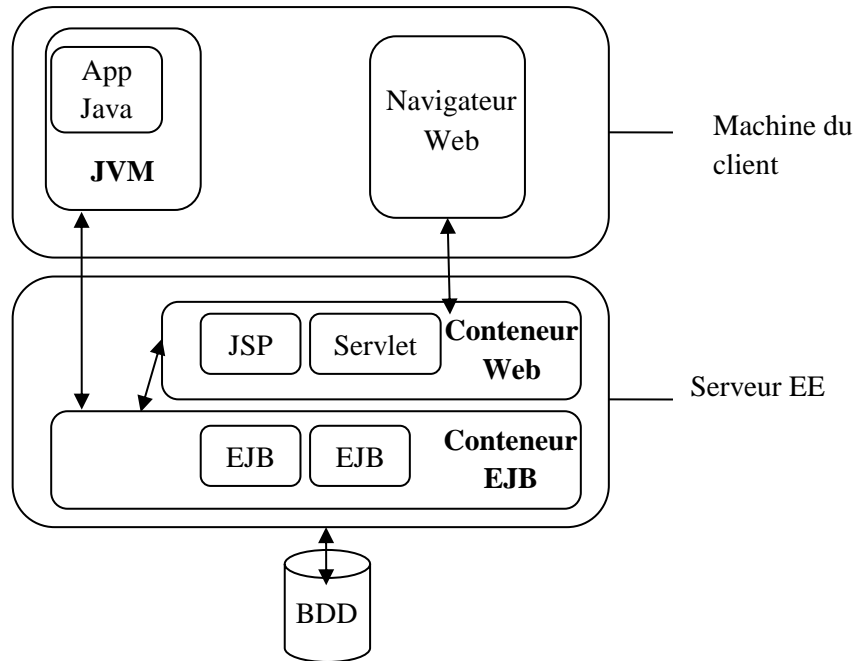 App
Java
JVM
Navigateur
Web
Machine du
client
JSP
Servlet
Conteneur
Web
Serveur EE
EJB
EJB
Conteneur
EJB
BDD